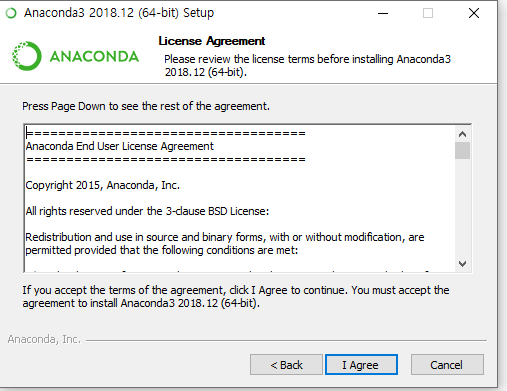 Anaconda3 2018.12 (64-bit) Setup
ANACONDA
License Agreement
Please review the license terms before installing Anaconda3
2018.12 (64-bit).
Press Page Down to see the rest of the agreement.
===================================
Anaconda End User License Agreement
===================================
Copyright 2015, Anaconda, Inc.
All rights reserved under the 3-clause BSD License:
Redistribution and use in source and binary forms, with or without modification, are
permitted provided that the following conditions are met:
If you accept the terms of the agreement, click I Agree to continue. You must accept the
agreement to install Anaconda3 2018.12 (64-bit).
Anaconda, Inc.
< Back
I Agree
Cancel